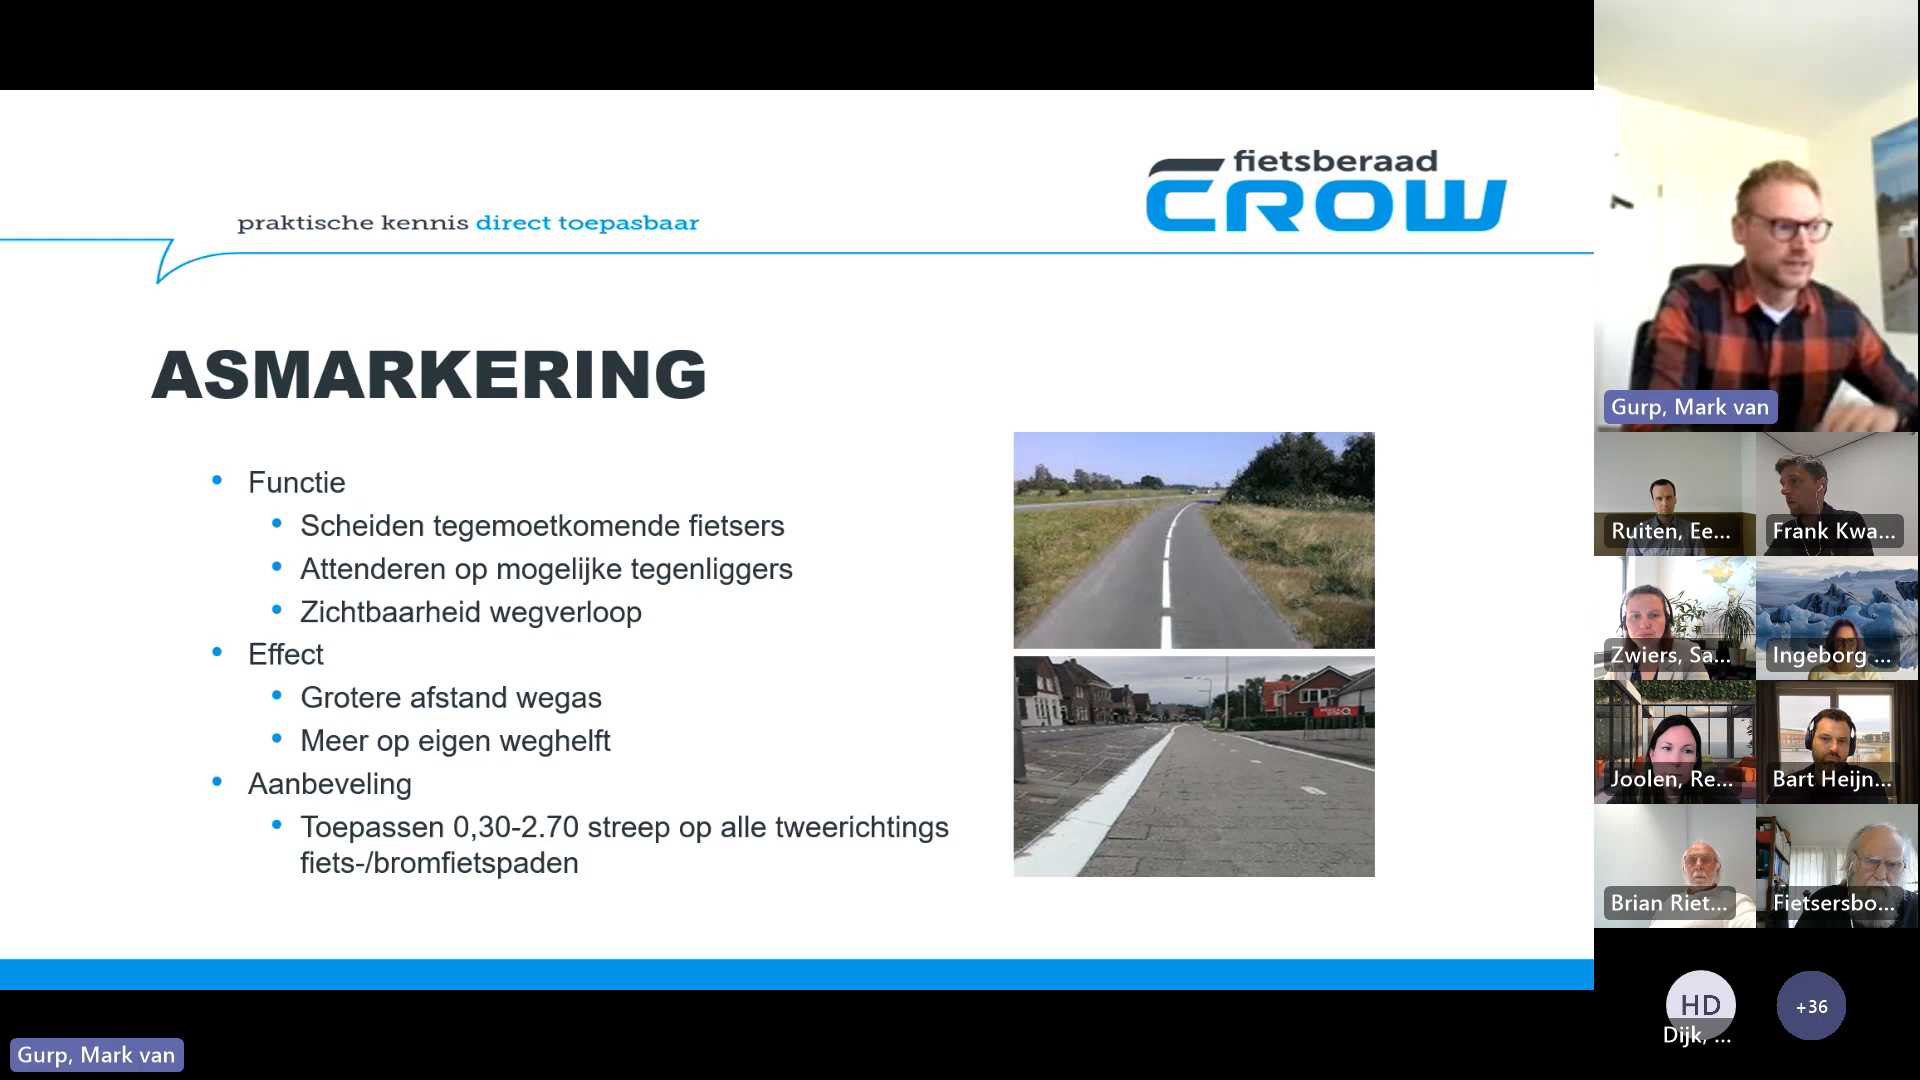 fietsberaad
CROW
praktische kennis direct toepasbaar
ASMARKERING
Functie
Scheiden tegemoetkomende fietsers
Attenderen op mogelijke tegenliggers
Zichtbaarheid wegverloop
Effect
Grotere afstand wegas
Meer op eigen weghelft
Aanbeveling
Toepassen 0,30-2.70 streep op alle tweerichtings
fiets-/bromfietspaden
Gurp, Mark van
Ruiten, Ee...
Frank Kwa...
Zwiers, Sa...
Ingeborg ...
Joolen, Re...
Bart Heijn...
Brian Riet...
Fietsersbo...
HD
Dijk, ...
+36
Gurp, Mark van